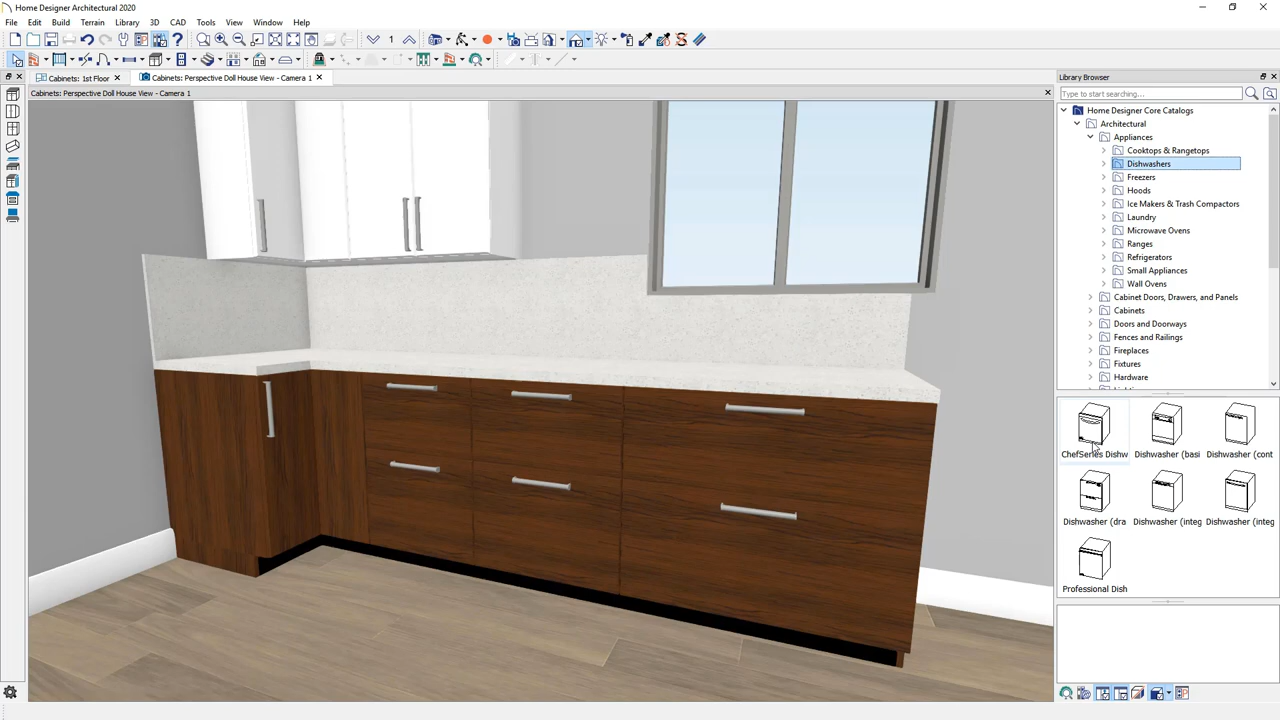 Home Designer Architectural 2020
File Edit Build Terrain Library 3D CAD Tools View Window Help
1
Cabinets: 1st Floor
Cabinets: Perspective Doll House View - Camera 1
Cabinets: Perspective Doll House View - Camera 1
Library Browser
Type to start searching...
Home Designer Core Catalogs
Architectural
Appliances
Cooktops & Rangetops
Dishwashers
Freezers
Hoods
Ice Makers & Trash Compactors
Laundry
Microwave Ovens
Ranges
Refrigerators
Small Appliances
Wall Ovens
Cabinet Doors, Drawers, and Panels
Cabinets
Doors and Doorways
Fences and Railings
Fireplaces
Fixtures
Hardware
ChefSeries Dishw Dishwasher (basi Dishwasher (cont
Dishwasher (dra Dishwasher (integ Dishwasher (integ
Professional Dish